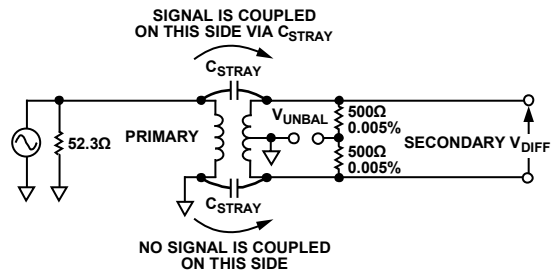 SIGNAL IS COUPLED
ON THIS SIDE VIA CSTRAY
CSTRAY
VUNBAL
500Ω
0.005%
52.3Ω
PRIMARY
SECONDARY VDIFF
500Ω
0.005%
CSTRAY
NO SIGNAL IS COUPLED
ON THIS SIDE